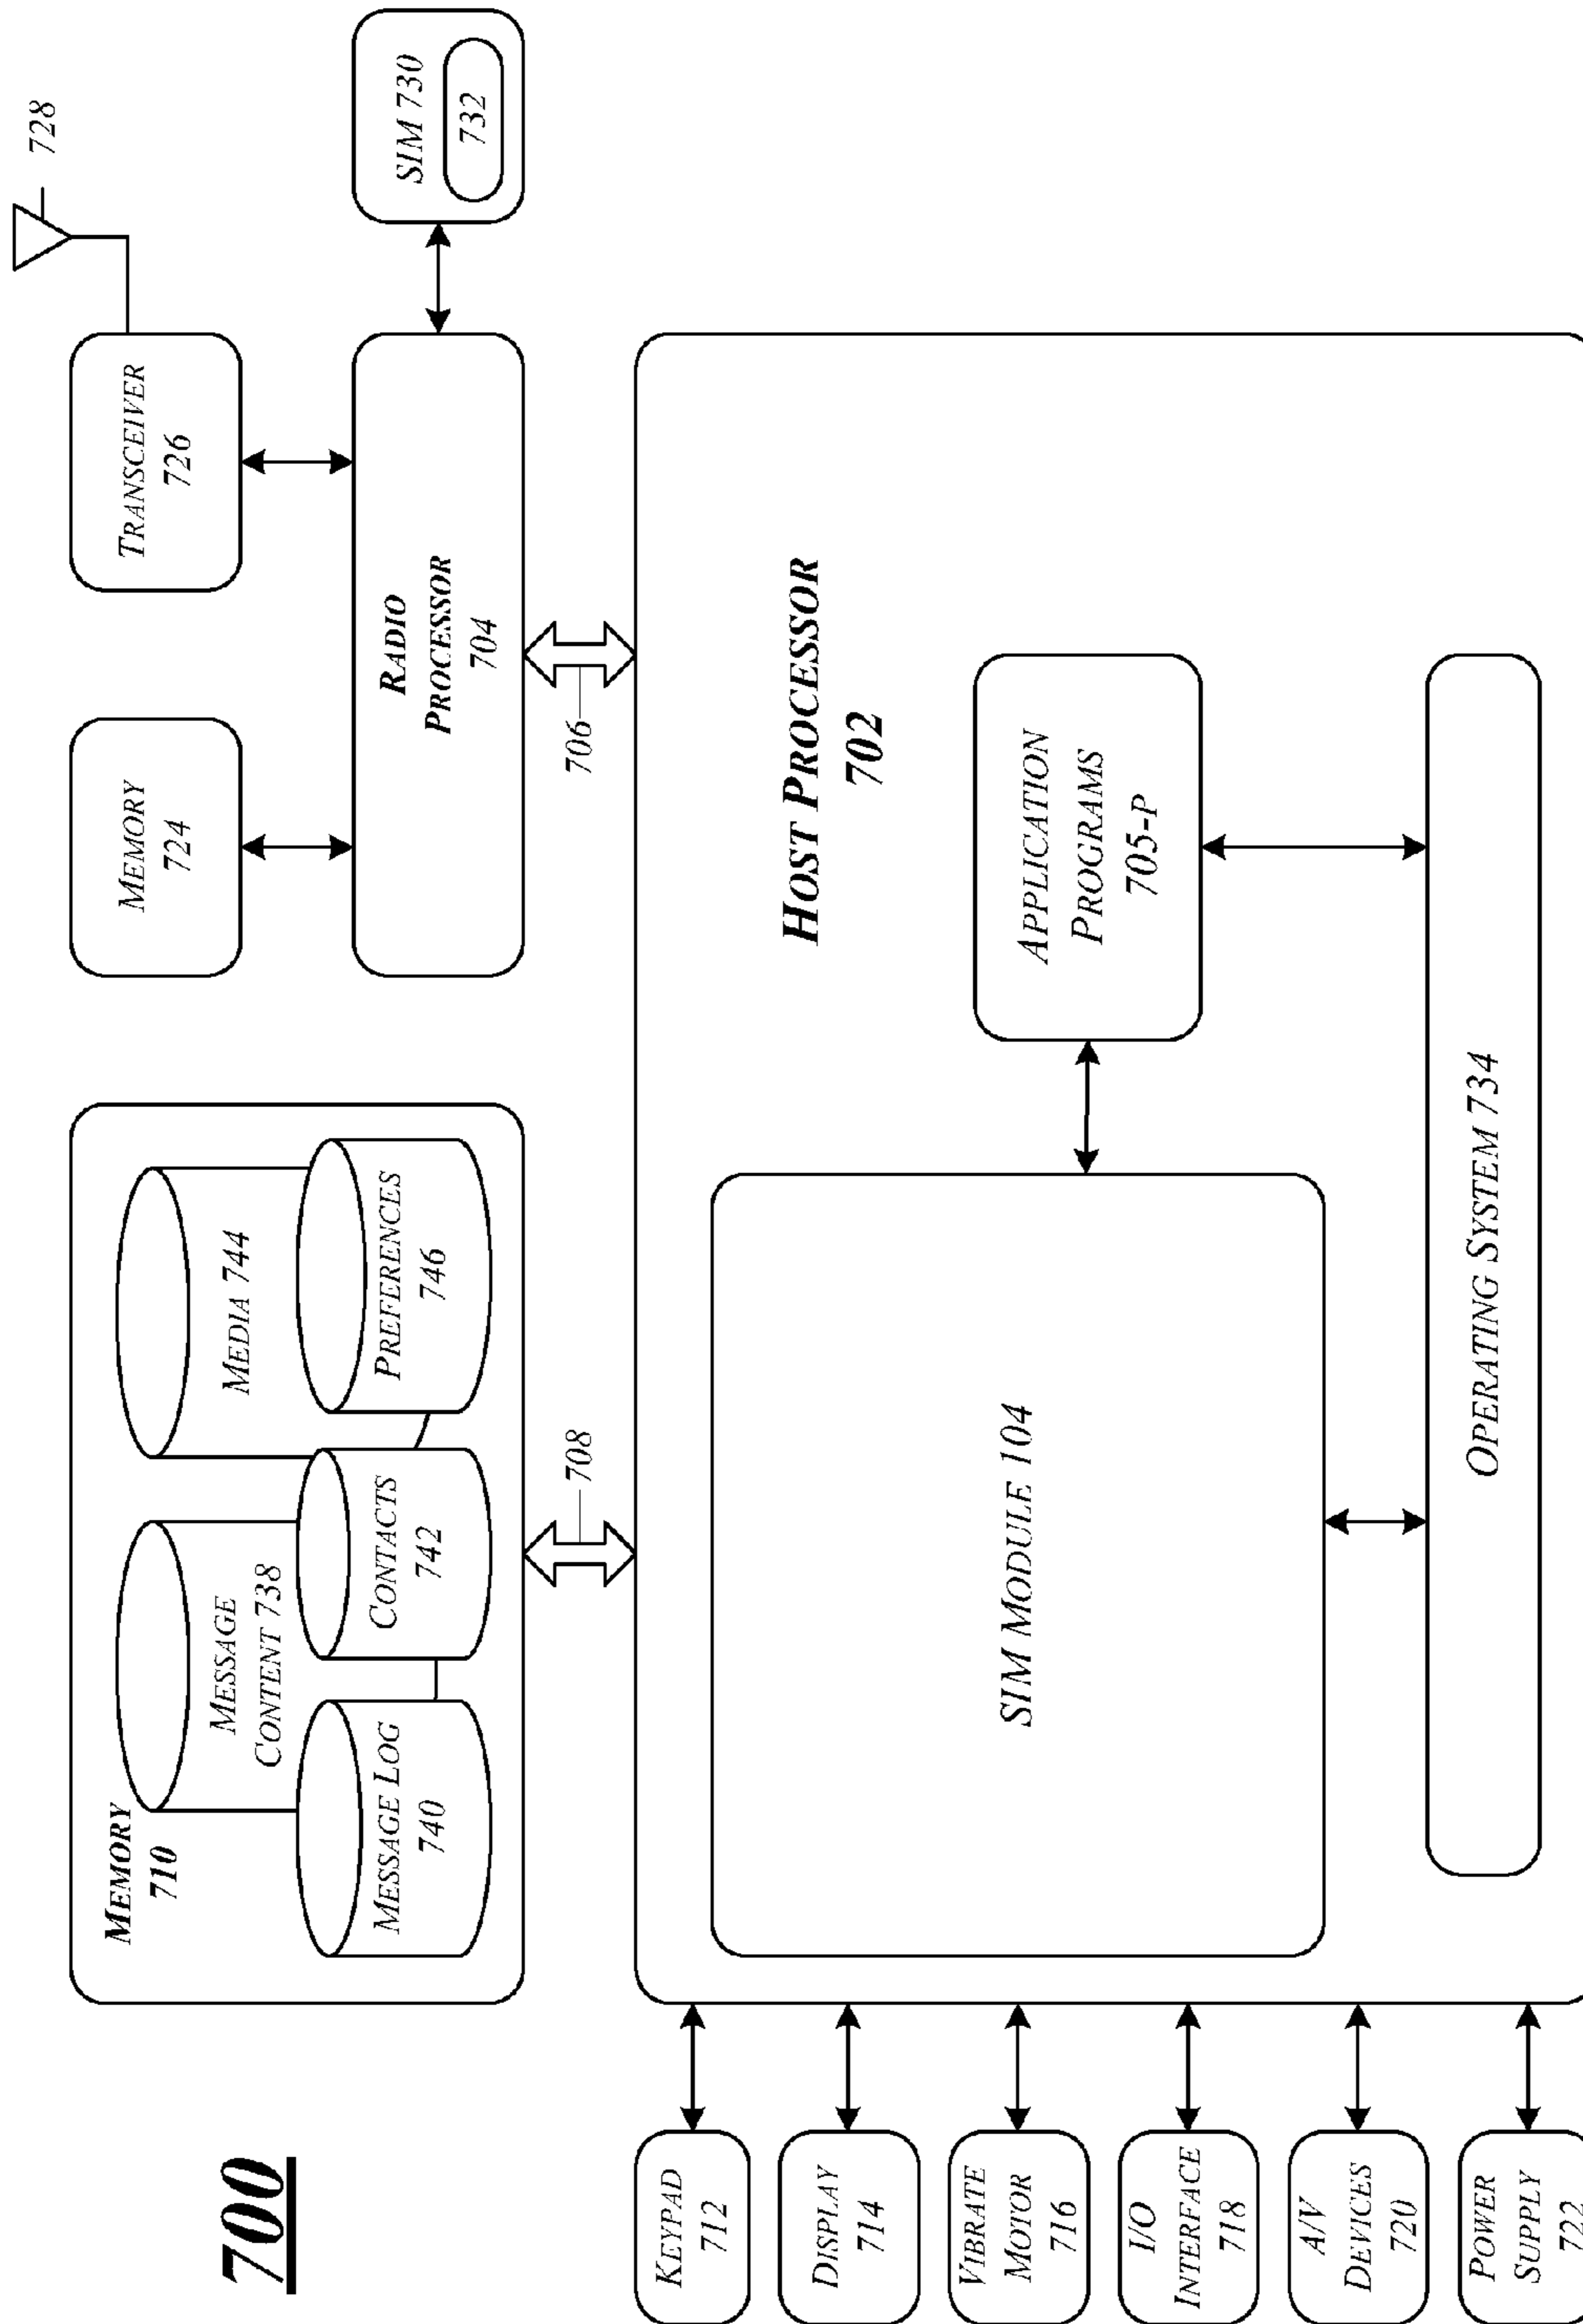 700
MEMORY
710
MESSAGE
CONTENT 738
MEDIA 744
MESSAGE LOG
740
CONTACTS
742
PREFERENCES
746
MEMORY
724
TRANSCEIVER
726
728
RADIO
PROCESSOR
704
SIM 730
732
708
706
HOST PROCESSOR
702
SIM MODULE 104
APPLICATION
PROGRAMS
705-P
OPERATING SYSTEM 734
KEYPAD
712
DISPLAY
714
VIBRATE
MOTOR
716
I/O
INTERFACE
718
A/V
DEVICES
720
POWER
SUPPLY
722